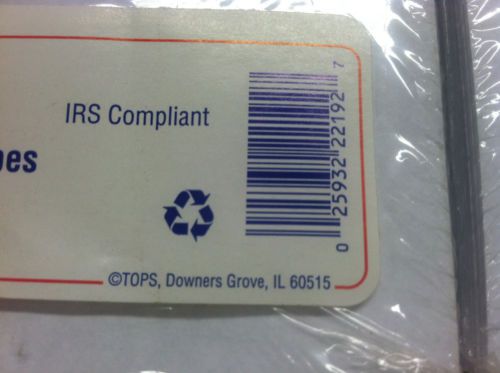 IRS Compliant
pes
0 25932 22192 7
©TOPS, Downers Grove, IL 60515